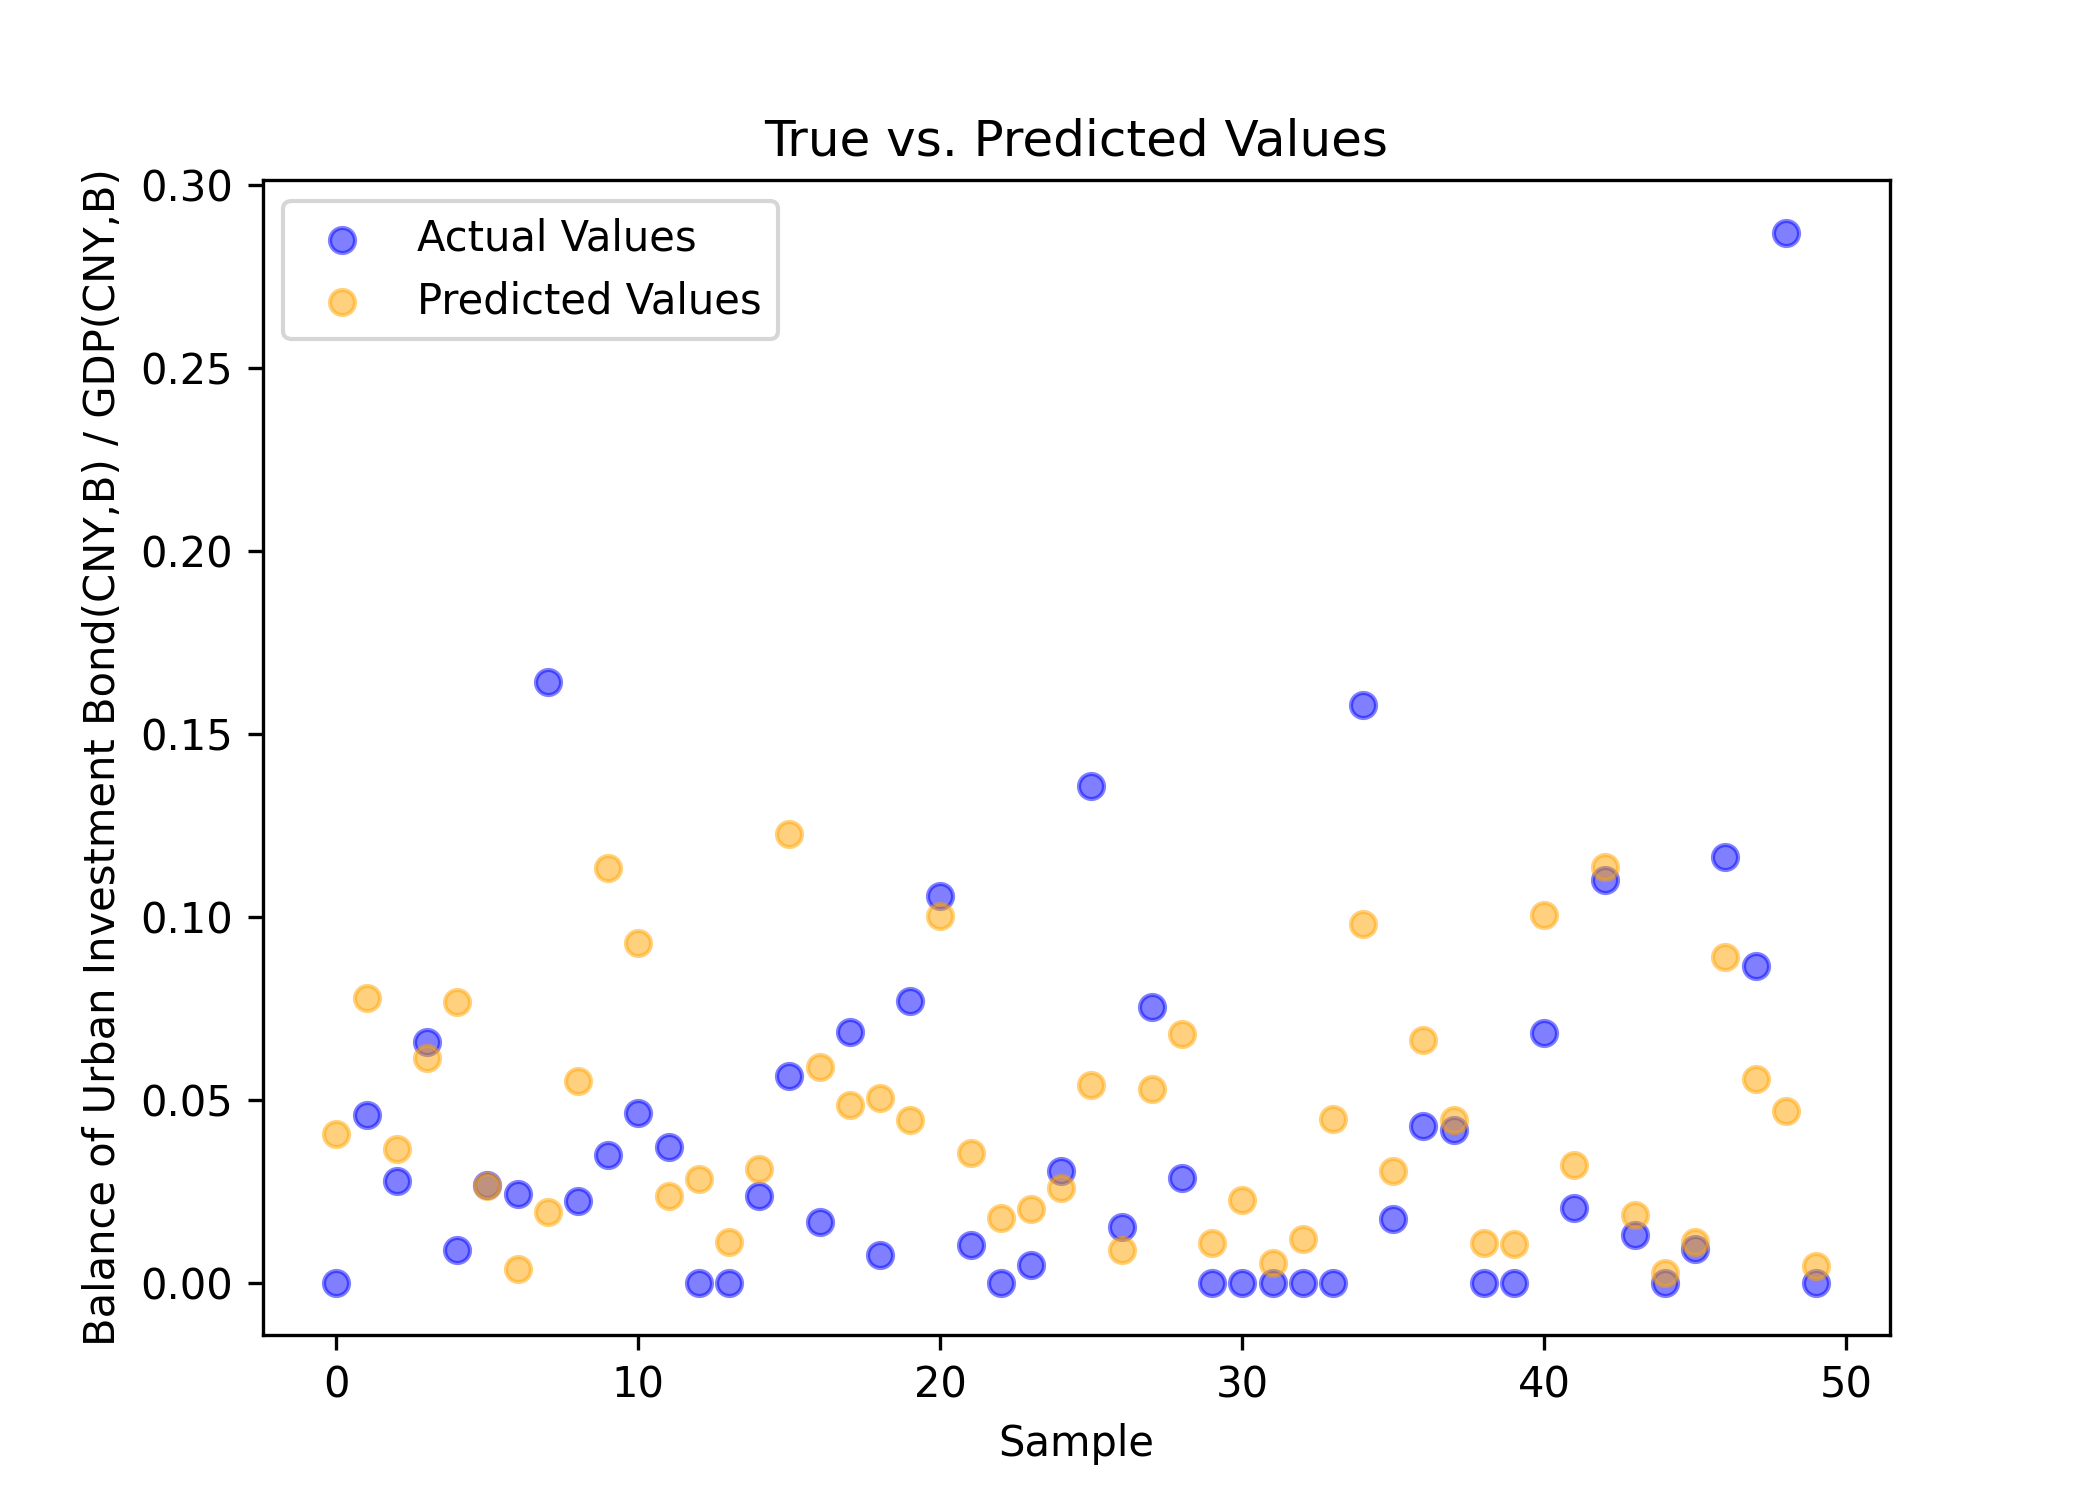 True vs. Predicted Values
Balance of Urban Investment Bond(CNY,B) / GDP(CNY,B)
0.30
0.25
0.20
0.15
0.10
0.05
0.00
Actual Values
Predicted Values
0 10 20 30 40 50
Sample